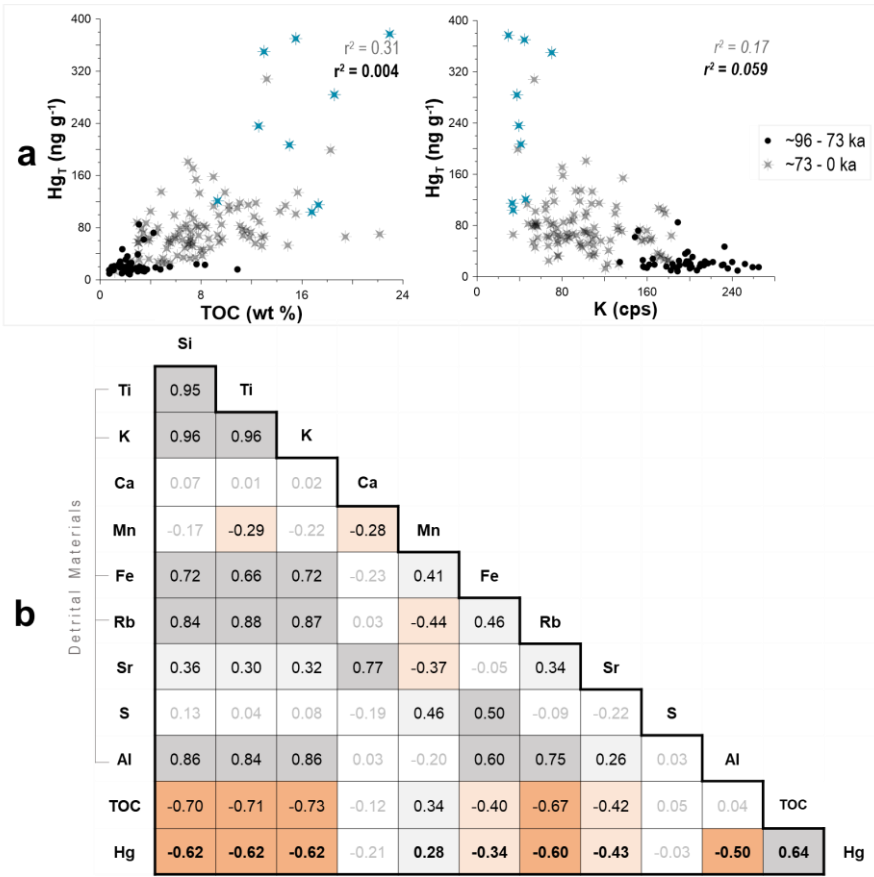 a
400
320
240
160
80
0
Hg_T (ng g⁻¹)
r² = 0.31
r² = 0.004
0
8
16
24
TOC (wt %)
400
320
240
160
80
0
Hg_T (ng g⁻¹)
r² = 0.17
r² = 0.059
0
80
160
240
K (cps)
~96 - 73 ka
~73 - 0 ka
b
Detrital Materials
Si
Ti 0.95 Ti
K 0.96 0.96 K
Ca 0.07 0.01 0.02 Ca
Mn -0.17 -0.29 -0.22 -0.28 Mn
Fe 0.72 0.66 0.72 -0.23 0.41 Fe
Rb 0.84 0.88 0.87 0.03 -0.44 0.46 Rb
Sr 0.36 0.30 0.32 0.77 -0.37 -0.05 0.34 Sr
S 0.13 0.04 0.08 -0.19 0.46 0.50 -0.09 -0.22 S
Al 0.86 0.84 0.86 0.03 -0.20 0.60 0.75 0.26 0.03 Al
TOC -0.70 -0.71 -0.73 -0.12 0.34 -0.40 -0.67 -0.42 0.05 0.04 TOC
Hg -0.62 -0.62 -0.62 -0.21 0.28 -0.34 -0.60 -0.43 -0.03 -0.50 0.64 Hg